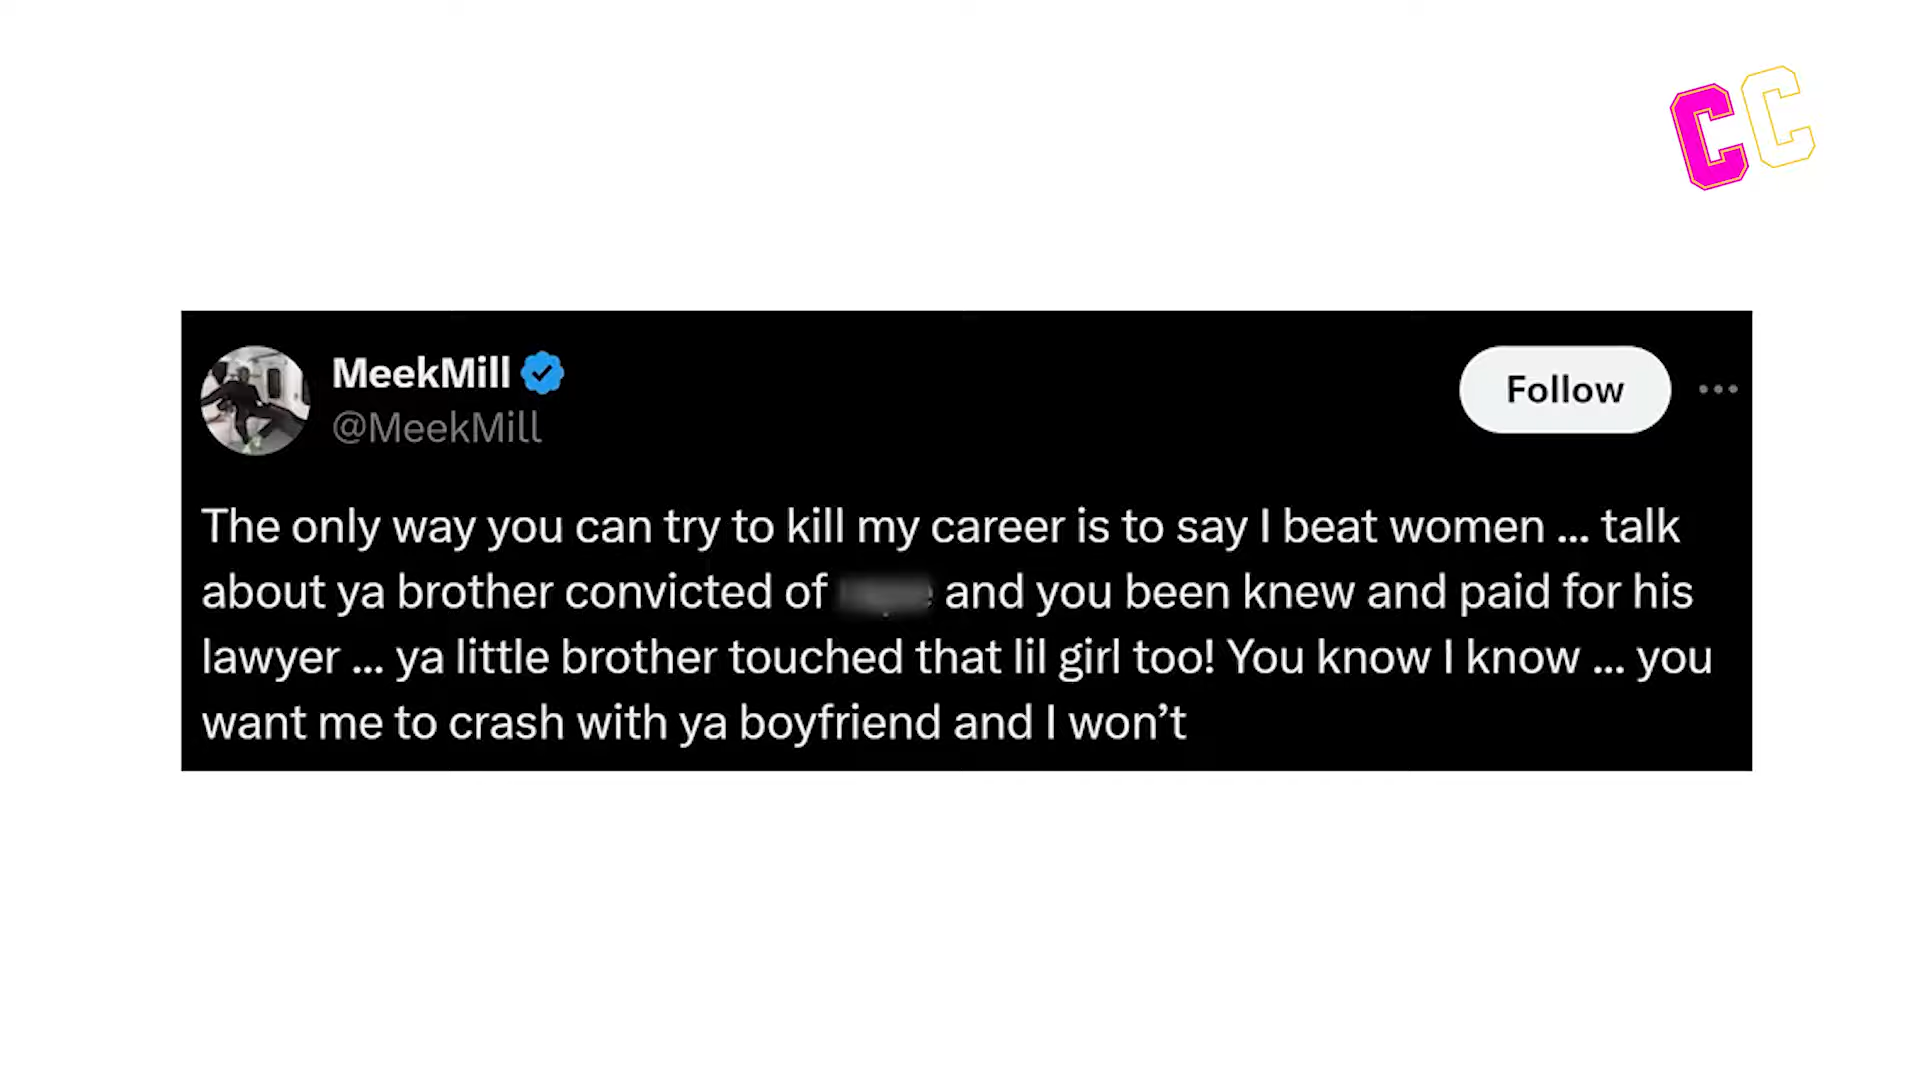 CC
MeekMill
@MeekMill
Follow
The only way you can try to kill my career is to say I beat women ... talk
about ya brother convicted of and you been knew and paid for his
lawyer ... ya little brother touched that lil girl too! You know I know ... you
want me to crash with ya boyfriend and I won’t